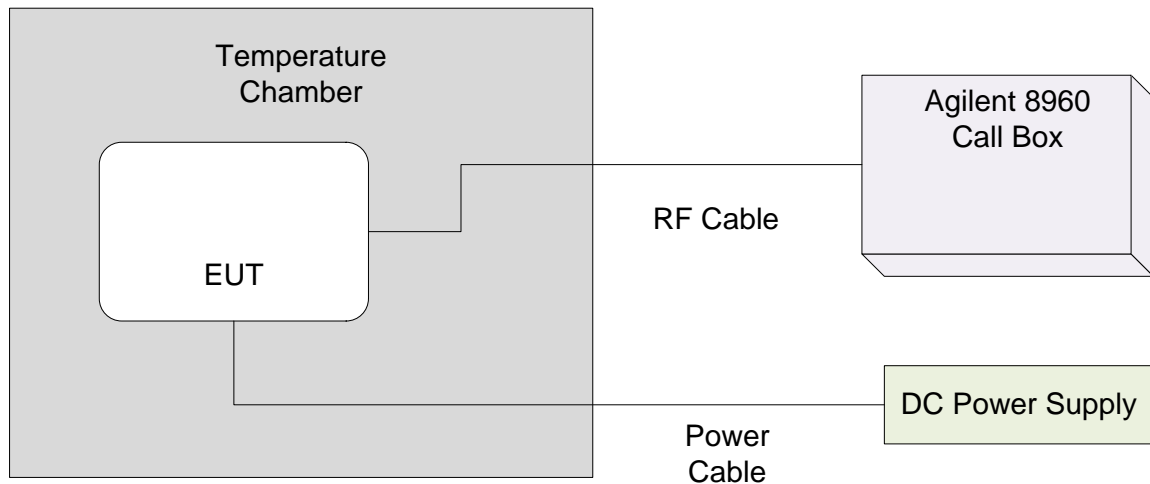 Temperature
Chamber
Agilent 8960
Call Box
RF Cable
EUT
DC Power Supply
Power
Cable